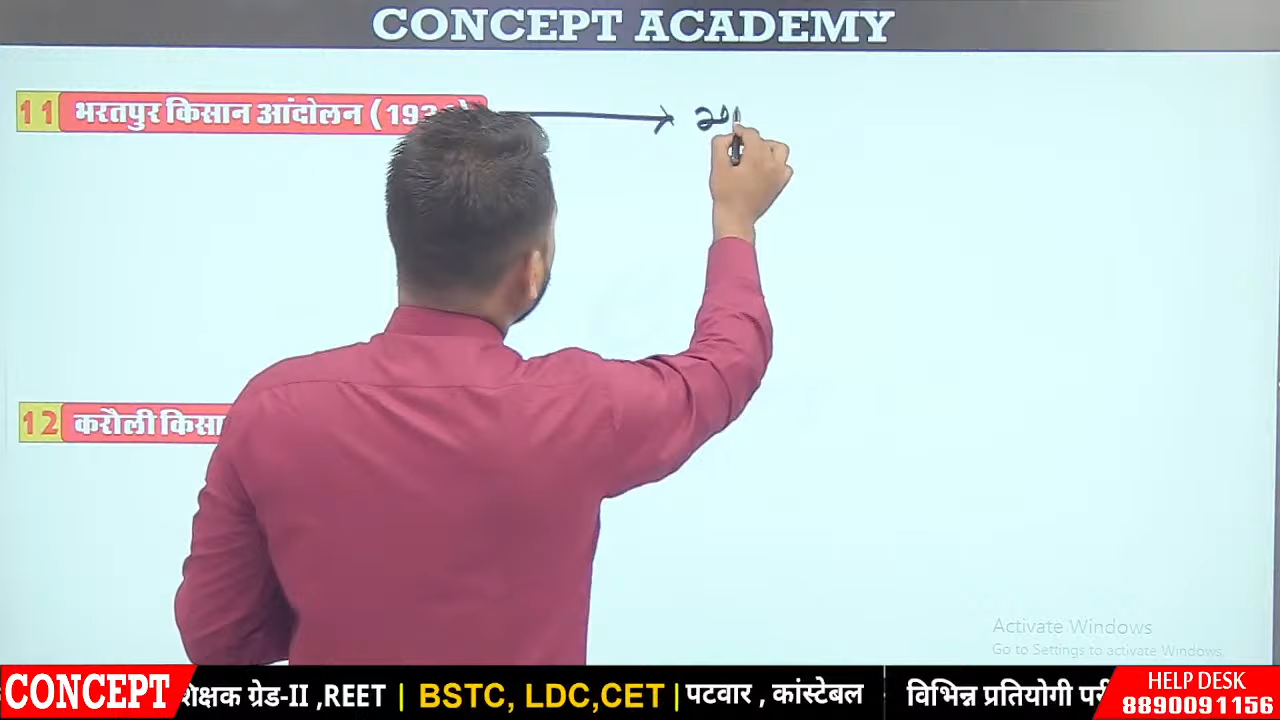 CONCEPT ACADEMY
11 भरतपुर किसान आंदोलन (193
12 करौली
Activate Windows
Go to Settings to activate Windows.
CONCEPT शिक्षक ग्रेड-II ,REET | BSTC, LDC,CET | पटवार , कांस्टेबल विभिन्न प्रतियोगी HELP DESK
8890091156